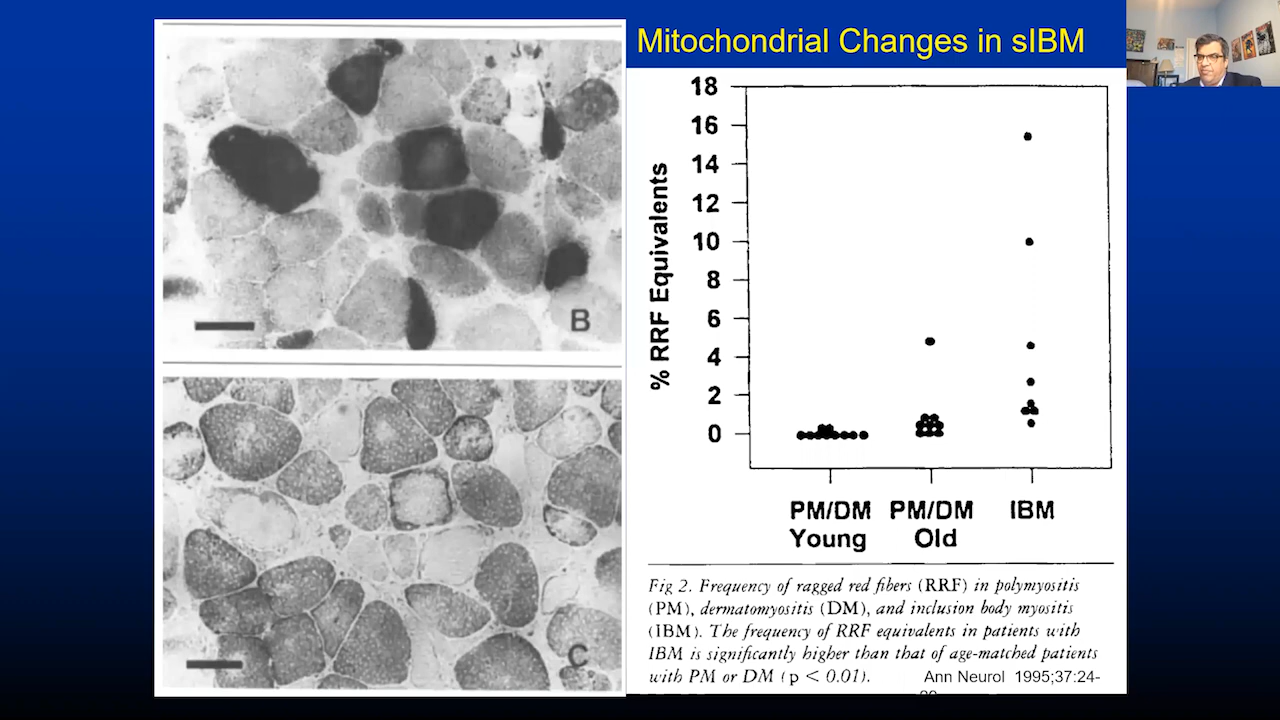 Mitochondrial Changes in sIBM
B
C
% RRF Equivalents
18
16
14
12
10
8
6
4
2
0
PM/DM Young
PM/DM Old
IBM
Fig 2. Frequency of ragged red fibers (RRF) in polymyositis
(PM), dermatomyositis (DM), and inclusion body myositis
(IBM). The frequency of RRF equivalents in patients with
IBM is significantly higher than that of age-matched patients
with PM or DM (p < 0.01).
Ann Neurol 1995;37:24-